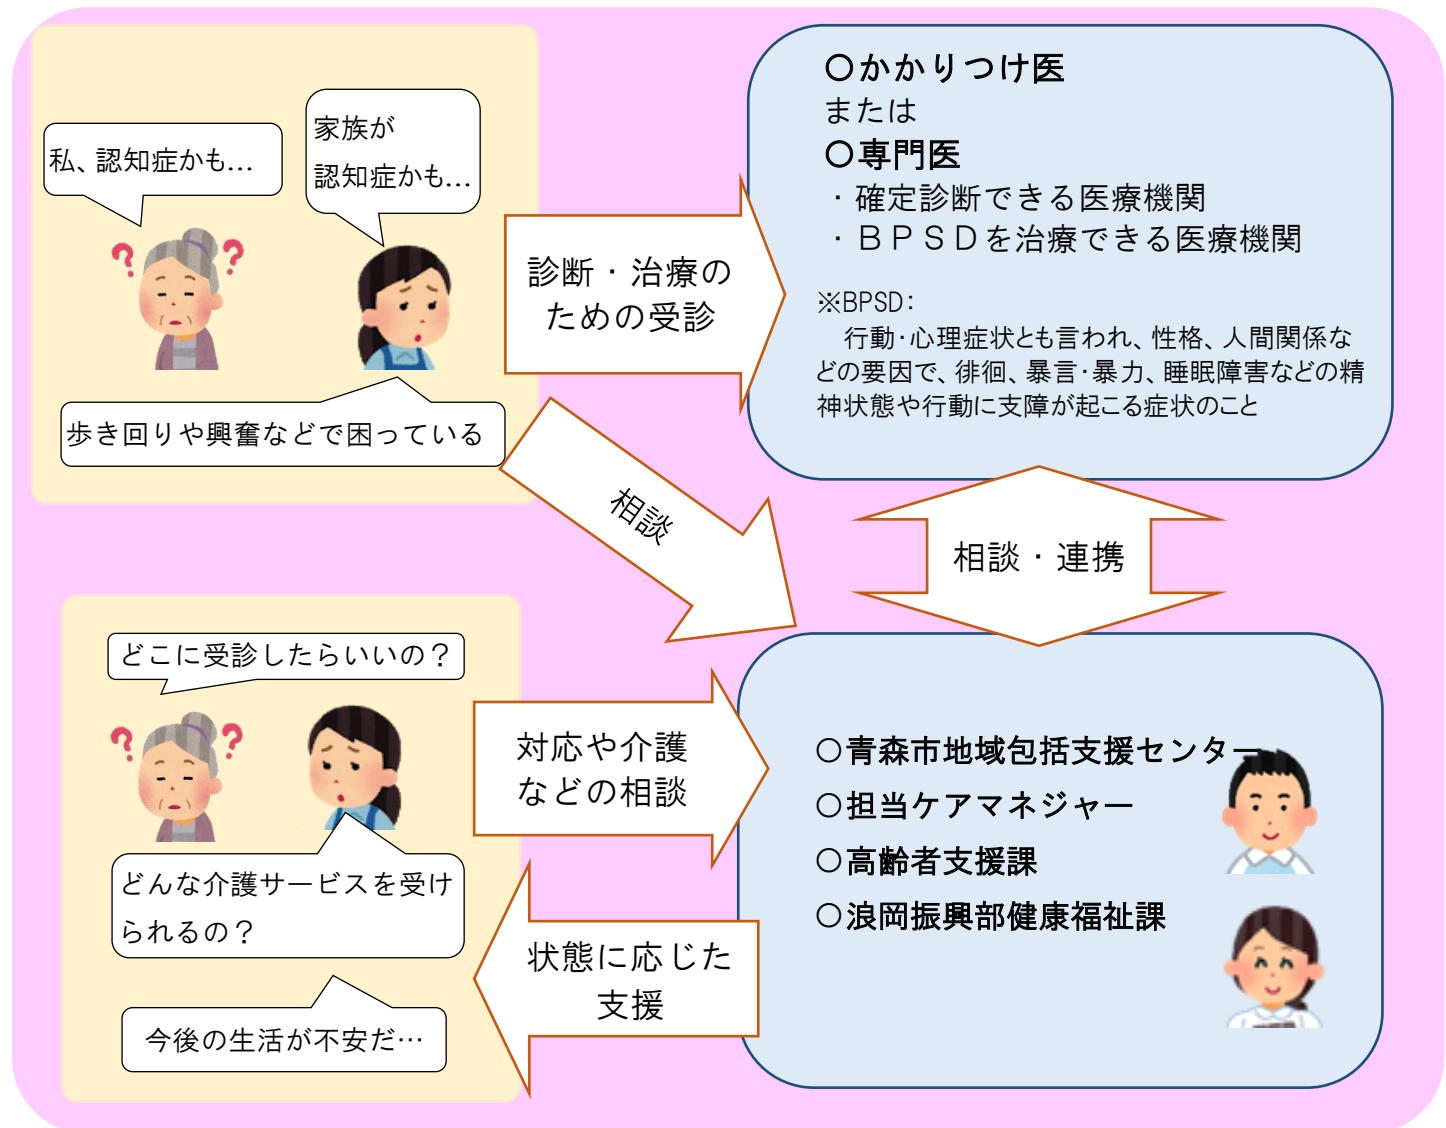 私、認知症かも…
家族が
認知症かも…
歩き回りや興奮などで困っている
診断・治療の
ための受診
〇かかりつけ医
または
〇専門医
・確定診断できる医療機関
・ＢＰＳＤを治療できる医療機関
※BPSD：
行動・心理症状とも言われ、性格、人間関係な
どの要因で、徘徊、暴言・暴力、睡眠障害などの精
神状態や行動に支障が起こる症状のこと
相談
相談・連携
どこに受診したらいいの？
どんな介護サービスを受け
られるの？
今後の生活が不安だ…
対応や介護
などの相談
状態に応じた
支援
〇青森市地域包括支援センター
〇担当ケアマネジャー
〇高齢者支援課
〇浪岡振興部健康福祉課